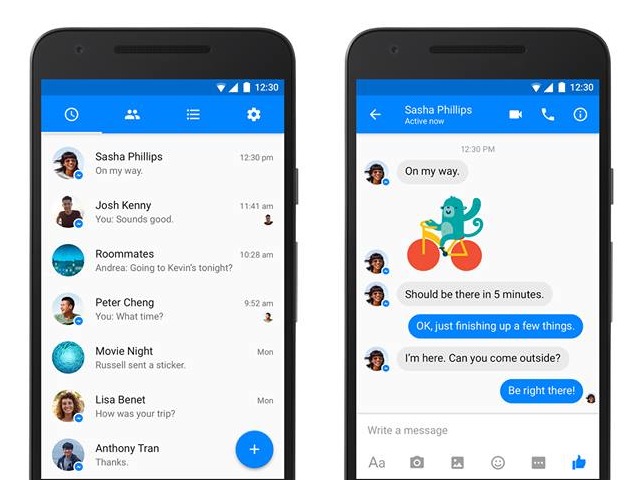 12:30
Sasha Phillips 12:30 pm
On my way.
Josh Kenny 11:41 am
You: Sounds good.
Roommates 10:28 am
Andrea: Going to Kevin's tonight?
Peter Cheng 9:52 am
You: What time?
Movie Night Mon
Russell sent a sticker.
Lisa Benet Mon
How was your trip?
Anthony Tran
Thanks.
12:30
Sasha Phillips
Active now
12:30 PM
On my way.
Should be there in 5 minutes.
OK, just finishing up a few things.
I'm here. Can you come outside?
Be right there!
Write a message
Aa